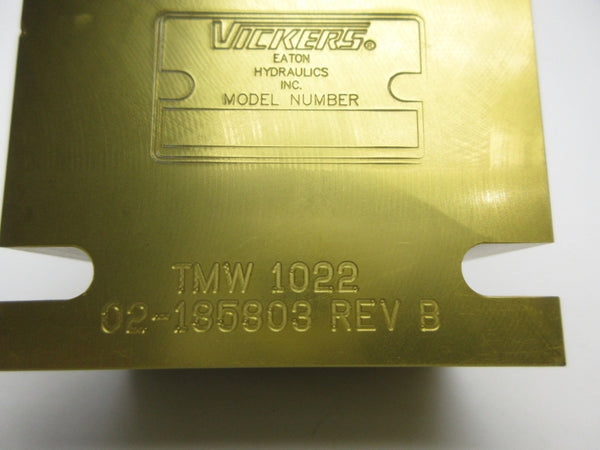 VICKERS®
EATON
HYDRAULICS
INC.
MODEL NUMBER
TMW 1022
02-185803 REV B